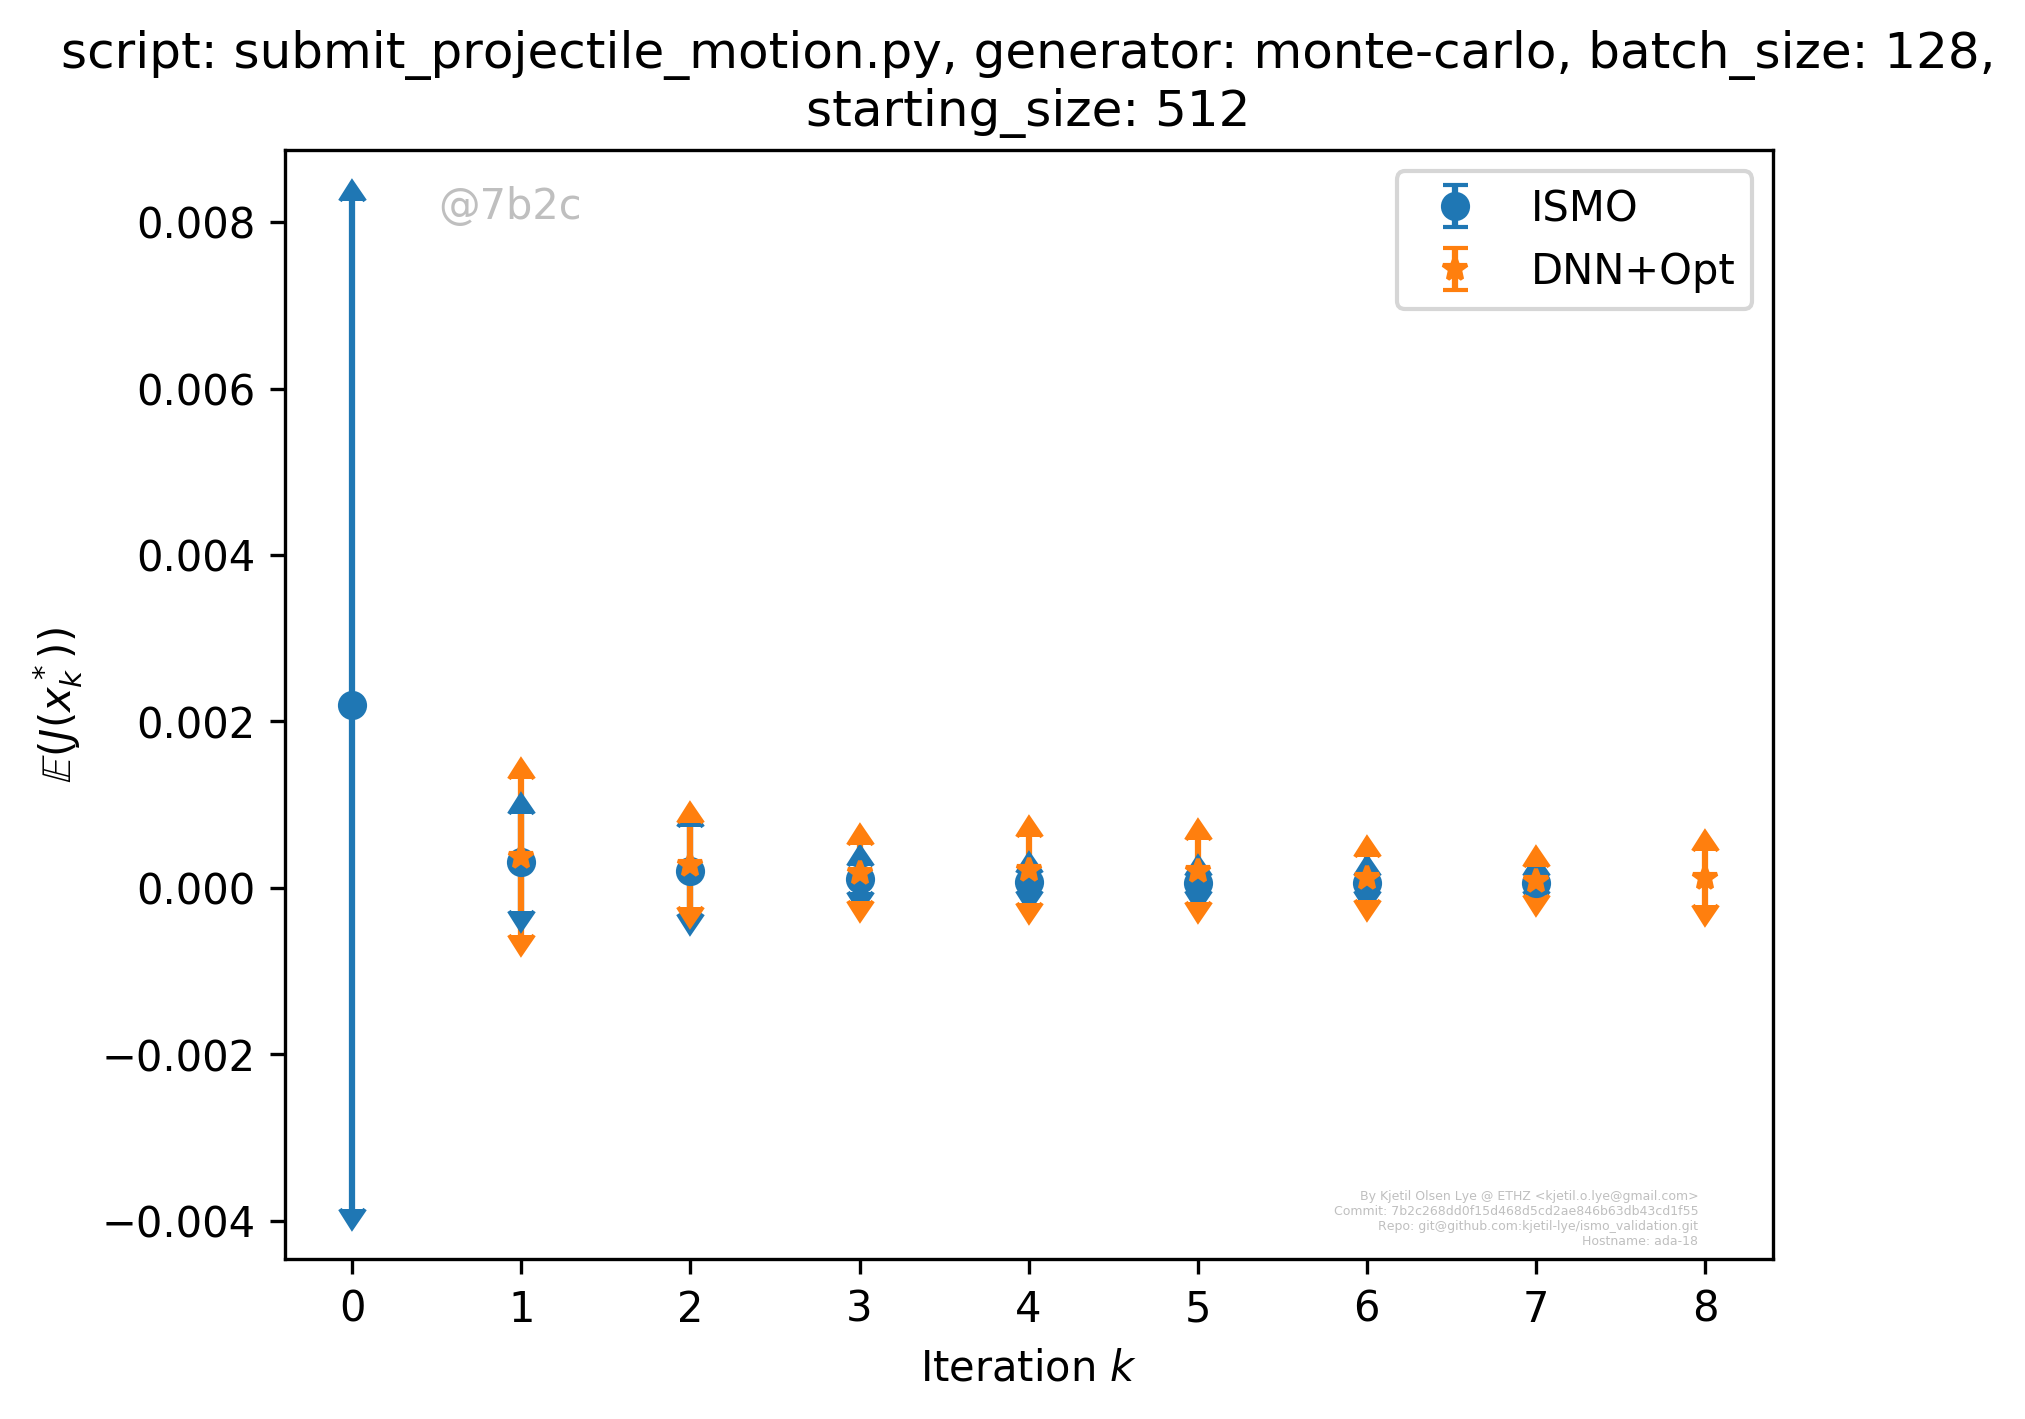 script: submit_projectile_motion.py, generator: monte-carlo, batch_size: 128,
starting_size: 512
@7b2c
ISMO
DNN+Opt
0.008
0.006
0.004
0.002
0.000
−0.002
−0.004
𝔼(J(x*k))
By Kjetil Olsen Lye @ ETHZ <kjetil.o.lye@gmail.com>
Commit: 7b2c268dd0f15d468d5cd2ae846b63db43cd1f55
Repo: git@github.com:kjetil-lye/ismo_validation.git
Hostname: ada-18
0 1 2 3 4 5 6 7 8
Iteration k